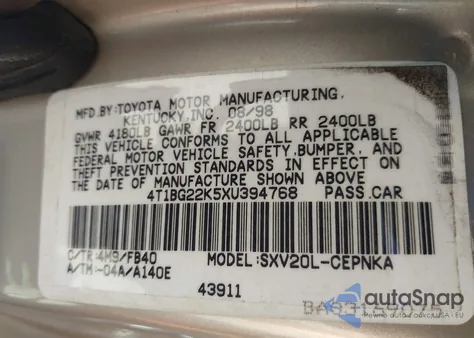 MFD.BY:TOYOTA MOTOR MANUFACTURING,
KENTUCKY,INC. 08/98
GVWR 4180LB GAWR FR 2400LB RR 2400LB
THIS VEHICLE CONFORMS TO ALL APPLICABLE
FEDERAL MOTOR VEHICLE SAFETY,BUMPER, AND
THEFT PREVENTION STANDARDS IN EFFECT ON
THE DATE OF MANUFACTURE SHOWN ABOVE
4T1BG22K5XU394768 PASS.CAR
C/TR:4M9/FB40 MODEL:SXV20L-CEPNKA
A/TM:-04A/A140E
43911
autoSnap